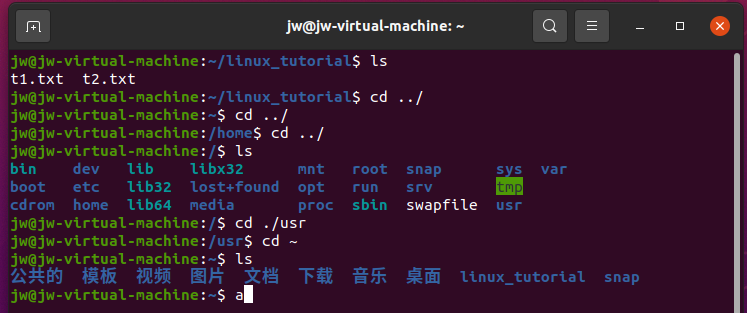 jw@jw-virtual-machine: ~
jw@jw-virtual-machine:~/linux_tutorial$ ls
t1.txt  t2.txt
jw@jw-virtual-machine:~/linux_tutorial$ cd ../
jw@jw-virtual-machine:~$ cd ../
jw@jw-virtual-machine:/home$ cd ../
jw@jw-virtual-machine:/$ ls
bin    dev   lib    libx32      mnt   root  snap      sys  var
boot   etc   lib32  lost+found  opt   run   srv       tmp
cdrom  home  lib64  media       proc  sbin  swapfile  usr
jw@jw-virtual-machine:/$ cd ./usr
jw@jw-virtual-machine:/usr$ cd ~
jw@jw-virtual-machine:~$ ls
公共的  模板  视频  图片  文档  下载  音乐  桌面  linux_tutorial  snap
jw@jw-virtual-machine:~$ a